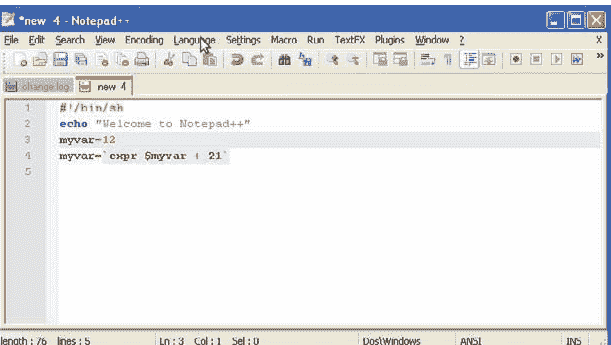 *new 4 - Notepad++
File Edit Search View Encoding Language Settings Macro Run TextFX Plugins Window ? X
change.log new 4
1 #!/bin/sh
2 echo "Welcome to Notepad++"
3 myvar=12
4 myvar=`expr $myvar + 21`
5
length : 76 lines : 5 Ln : 3 Col : 1 Sel : 0 Dos\Windows ANSI INS